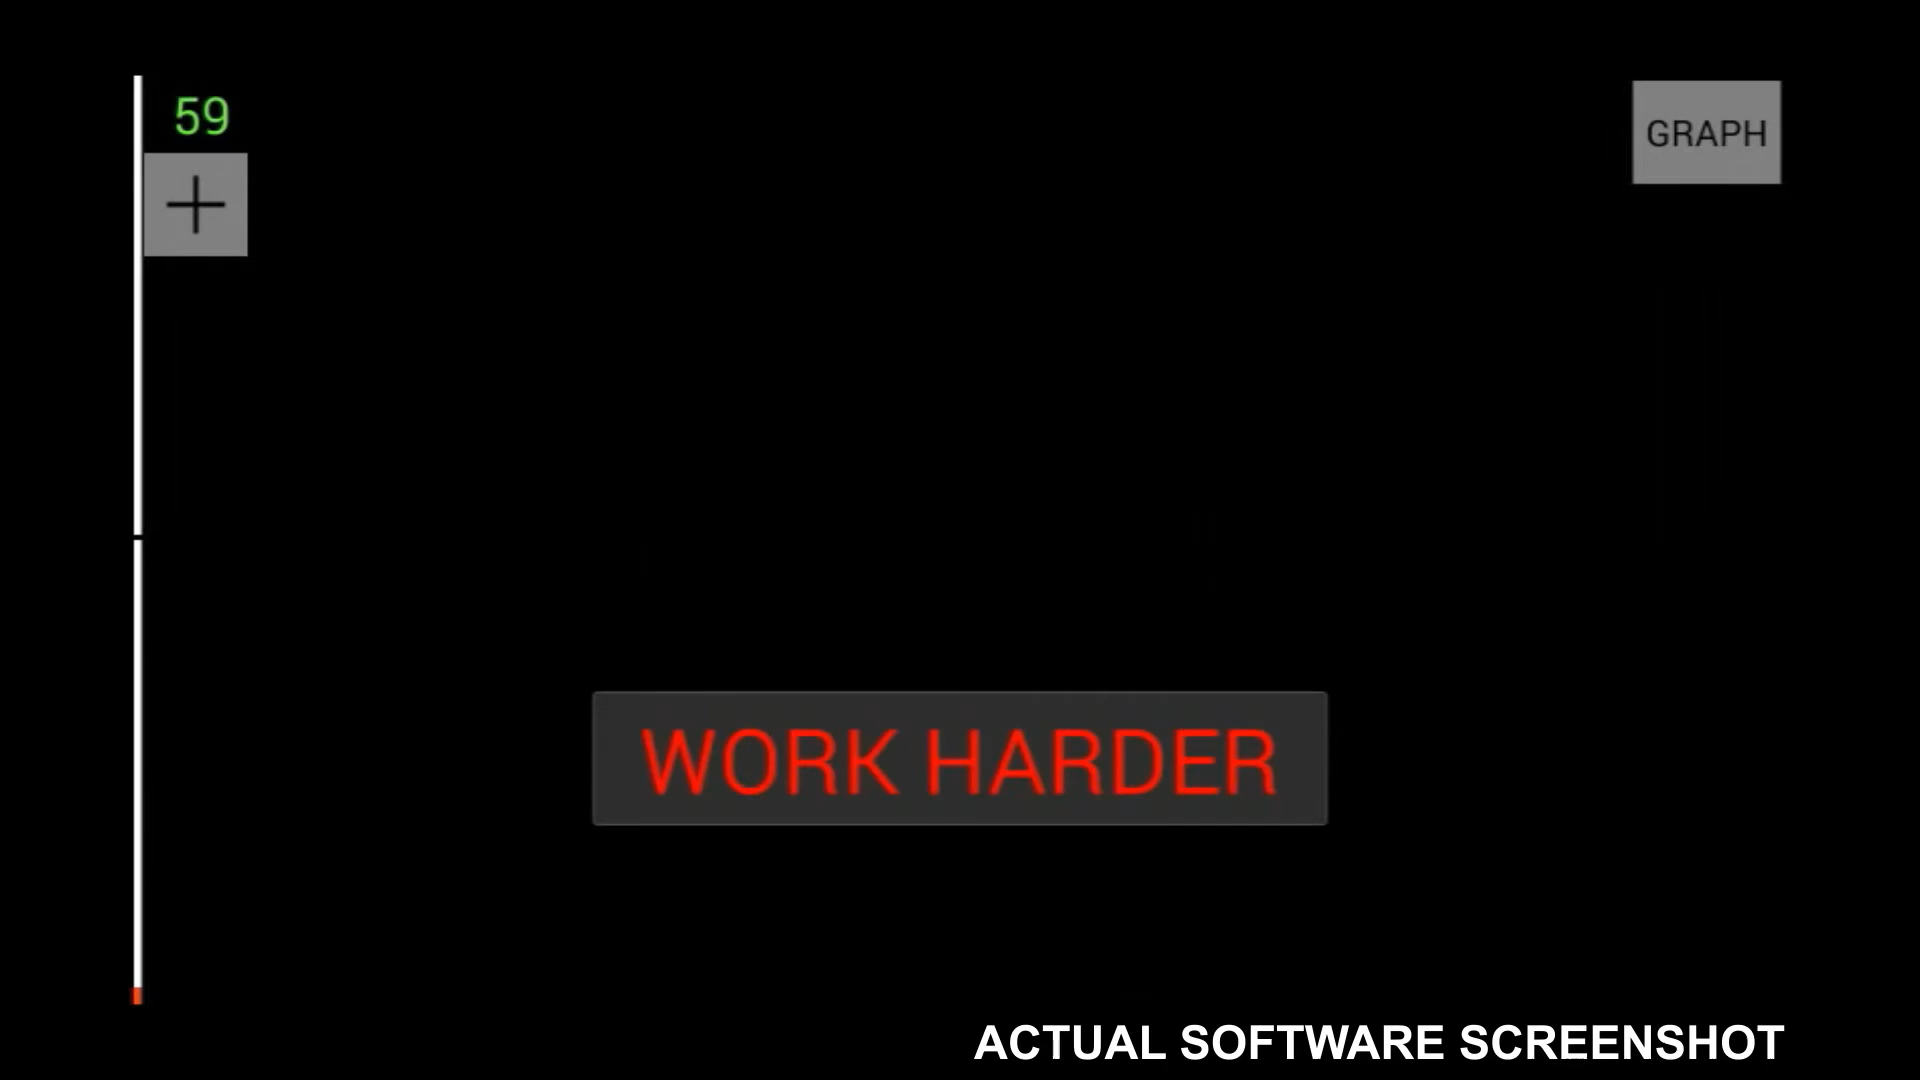 59
GRAPH
+
WORK HARDER
ACTUAL SOFTWARE SCREENSHOT